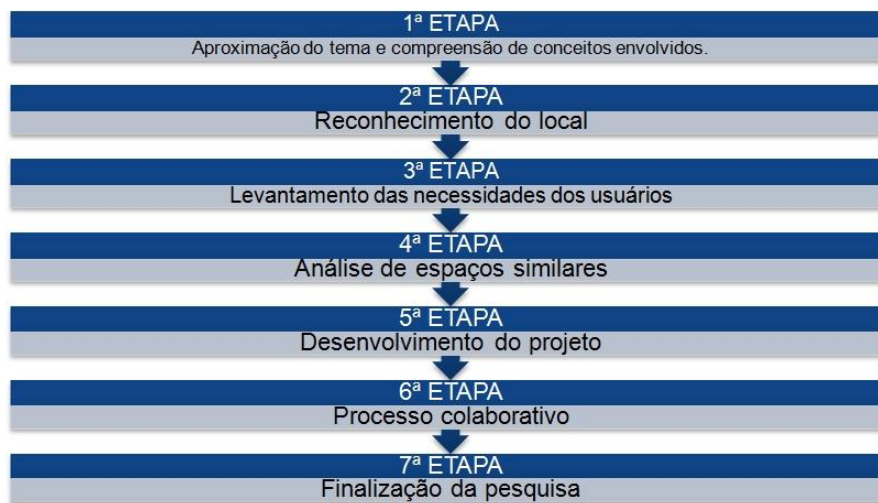 1ª ETAPA
Aproximação do tema e compreensão de conceitos envolvidos.
2ª ETAPA
Reconhecimento do local
3ª ETAPA
Levantamento das necessidades dos usuários
4ª ETAPA
Análise de espaços similares
5ª ETAPA
Desenvolvimento do projeto
6ª ETAPA
Processo colaborativo
7ª ETAPA
Finalização da pesquisa